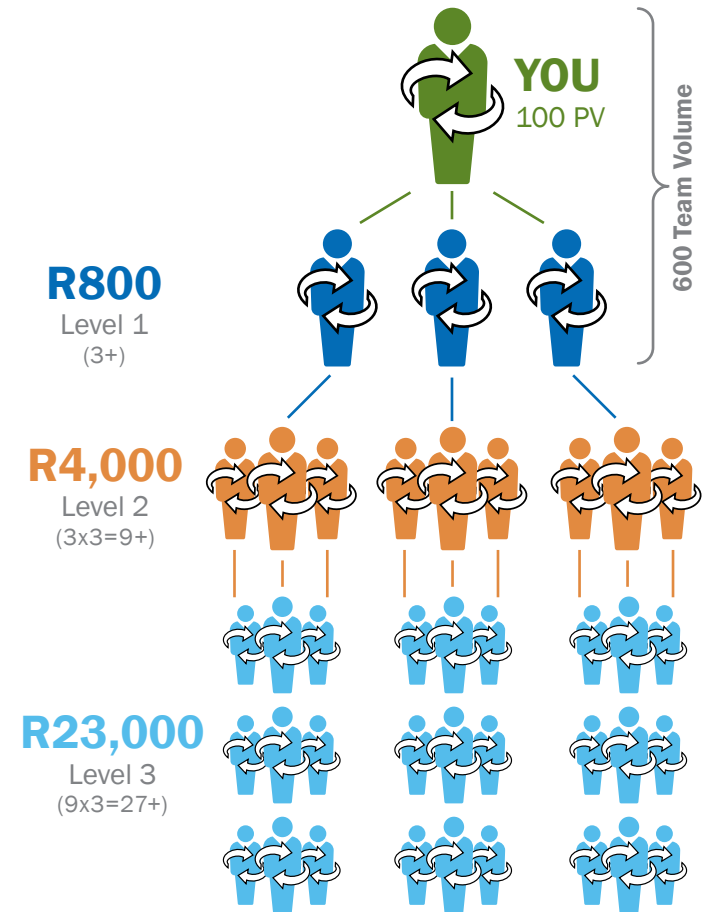 YOU
100 PV
600 Team Volume
R800
Level 1
(3+)
R4,000
Level 2
(3x3=9+)
R23,000
Level 3
(9x3=27+)